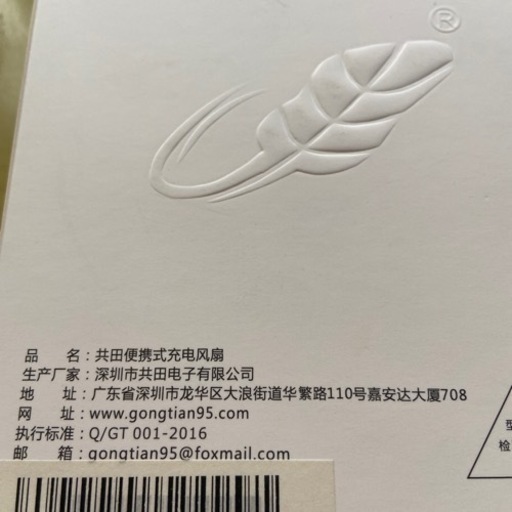 ®
品 名：共田便携式充电风扇
生产厂家：深圳市共田电子有限公司
地 址：广东省深圳市龙华区大浪街道华繁路110号嘉安达大厦708
网 址：www.gongtian95.com
执行标准：Q/GT 001-2016
邮 箱：gongtian95@foxmail.com
型
检